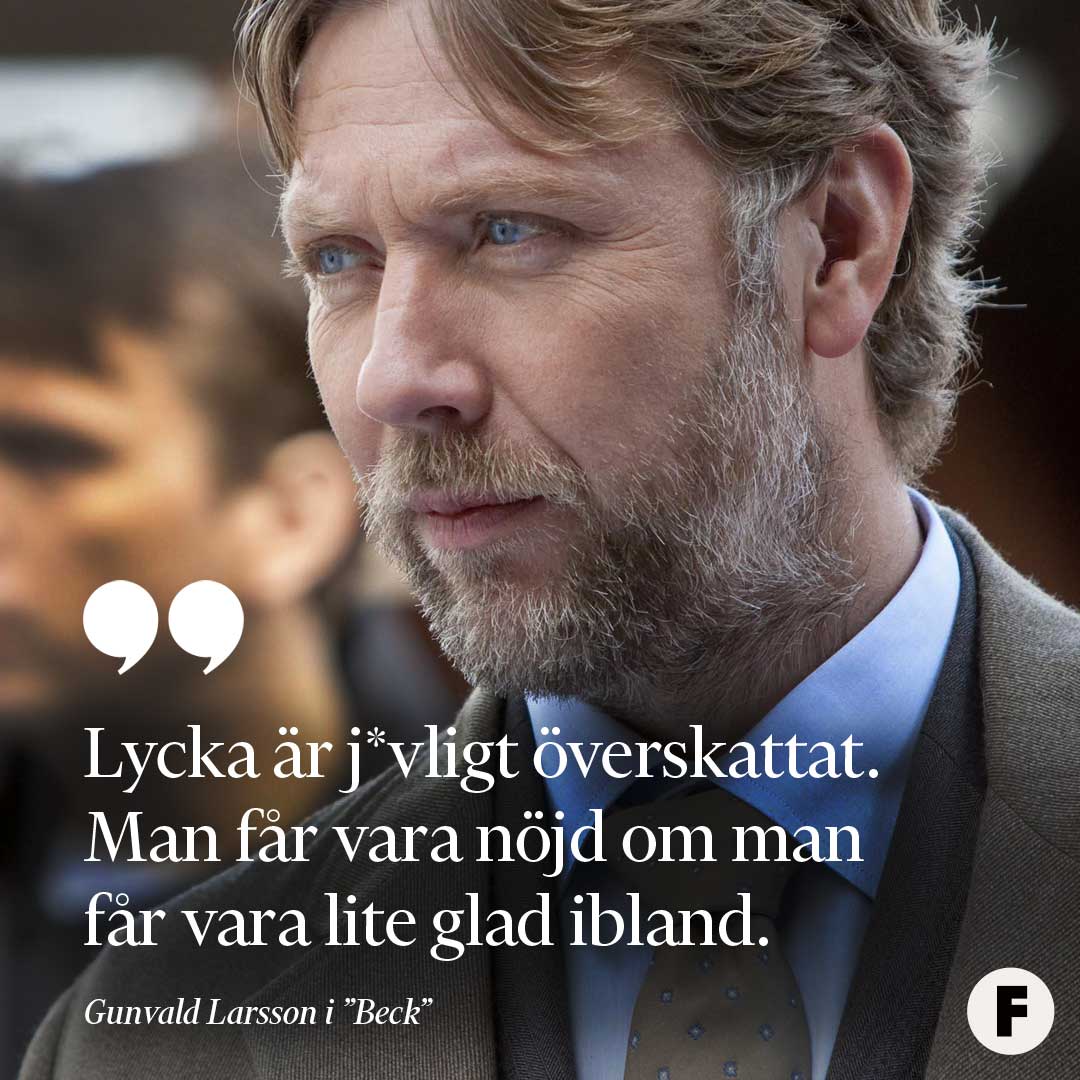 ”
Lycka är j*vligt överskattat.
Man får vara nöjd om man
får vara lite glad ibland.
Gunvald Larsson i ”Beck”
F